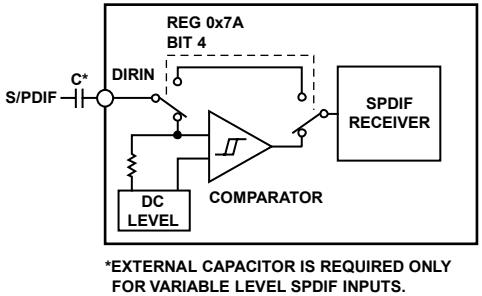 REG 0x7A
BIT 4
C*
DIRIN
S/PDIF
SPDIF
RECEIVER
COMPARATOR
DC
LEVEL
*EXTERNAL CAPACITOR IS REQUIRED ONLY
FOR VARIABLE LEVEL SPDIF INPUTS.